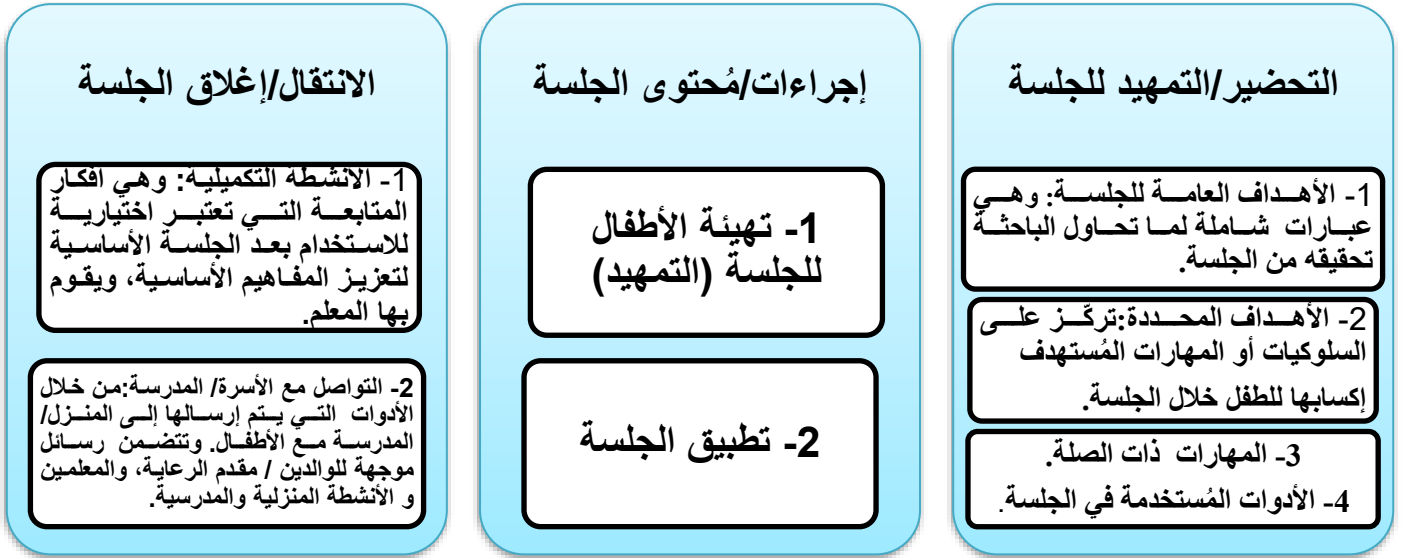 التحضير/التمهيد للجلسة
1- الأهداف العامة للجلسة: وهي
عبارات شاملة لما تحاول الباحثة
تحقيقه من الجلسة.
2- الأهداف المحددة:تركّز على
السلوكيات أو المهارات المُستهدف
إكسابها للطفل خلال الجلسة.
3- المهارات ذات الصلة.
4- الأدوات المُستخدمة في الجلسة.
إجراءات/مُحتوى الجلسة
1- تهيئة الأطفال
للجلسة (التمهيد)
2- تطبيق الجلسة
الانتقال/إغلاق الجلسة
1- الانشطة التكميلية: وهي افكار
المتابعة التي تعتبر اختيارية
للاستخدام بعد الجلسة الأساسية
لتعزيز المفاهيم الأساسية، ويقوم
بها المعلم.
2- التواصل مع الأسرة/ المدرسة:من خلال
الأدوات التي يتم إرسالها إلى المنزل/
المدرسة مع الأطفال. وتتضمن رسائل
موجهة للوالدين / مقدم الرعاية، والمعلمين
و الأنشطة المنزلية والمدرسية.